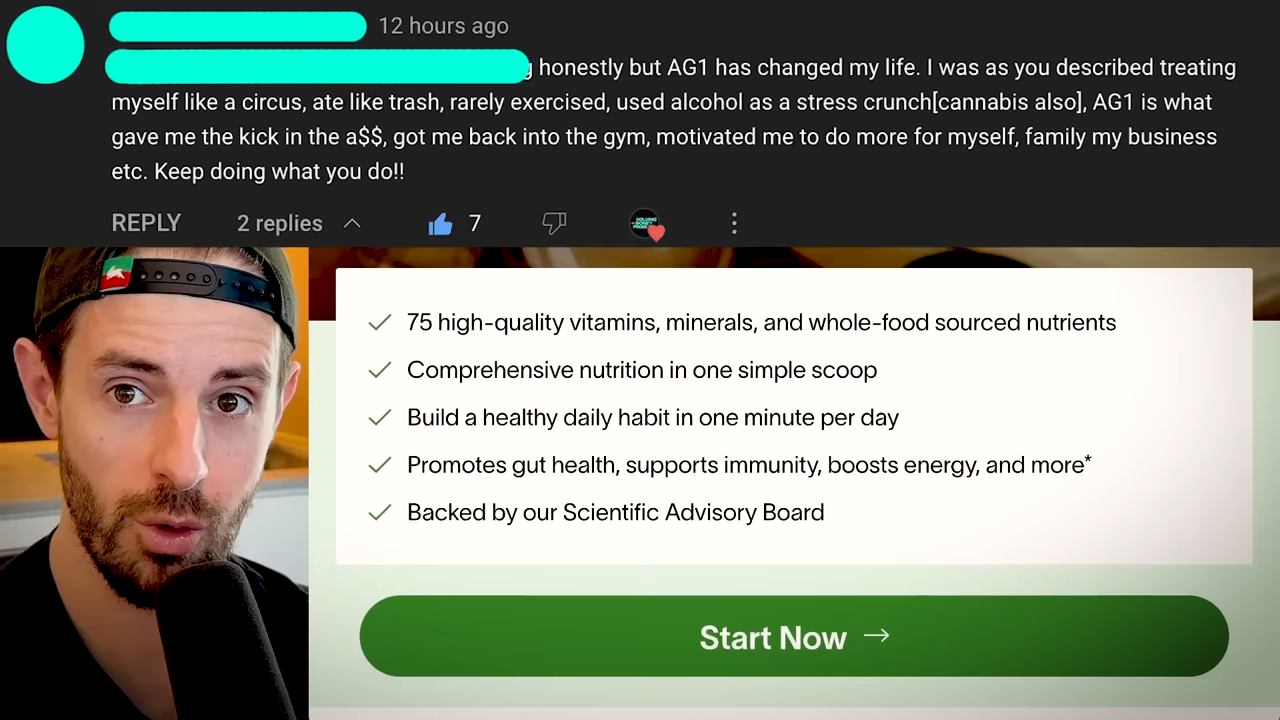 12 hours ago
honestly but AG1 has changed my life. I was as you described treating
myself like a circus, ate like trash, rarely exercised, used alcohol as a stress crunch[cannabis also], AG1 is what
gave me the kick in the a$$, got me back into the gym, motivated me to do more for myself, family my business
etc. Keep doing what you do!!
REPLY 2 replies 7
75 high-quality vitamins, minerals, and whole-food sourced nutrients
Comprehensive nutrition in one simple scoop
Build a healthy daily habit in one minute per day
Promotes gut health, supports immunity, boosts energy, and more*
Backed by our Scientific Advisory Board
Start Now →